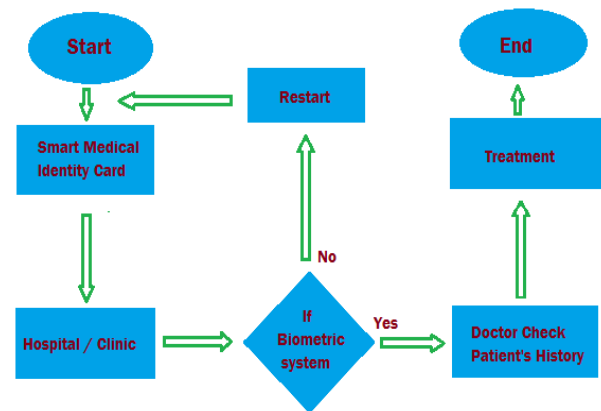 Start
End
Restart
Smart Medical
Identity Card
Treatment
No
If
Biometric
system
Yes
Hospital / Clinic
Doctor Check
Patient's History